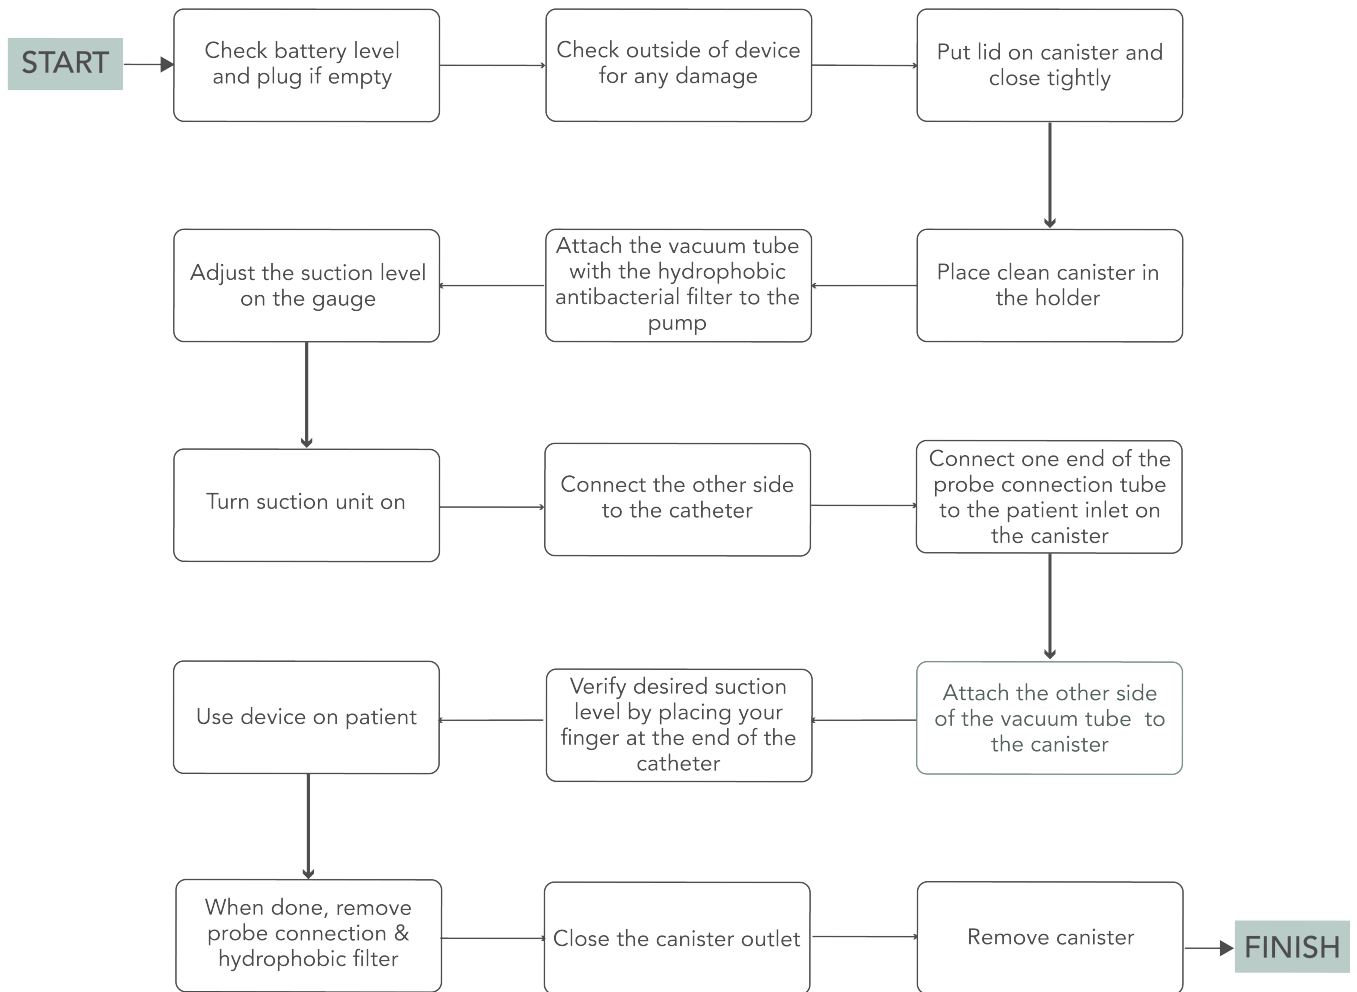 START
Check battery level
and plug if empty
Check outside of device
for any damage
Put lid on canister and
close tightly
Place clean canister in
the holder
Attach the vacuum tube
with the hydrophobic
antibacterial filter to the
pump
Adjust the suction level
on the gauge
Turn suction unit on
Connect the other side
to the catheter
Connect one end of the
probe connection tube
to the patient inlet on
the canister
Attach the other side
of the vacuum tube to
the canister
Verify desired suction
level by placing your
finger at the end of the
catheter
Use device on patient
When done, remove
probe connection &
hydrophobic filter
Close the canister outlet
Remove canister
FINISH